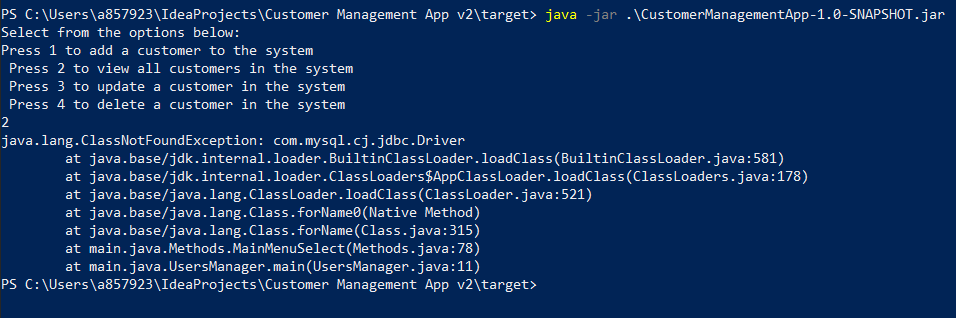 PS C:\Users\a857923\IdeaProjects\Customer Management App v2\target> java -jar .\CustomerManagementApp-1.0-SNAPSHOT.jar
Select from the options below:
Press 1 to add a customer to the system
 Press 2 to view all customers in the system
 Press 3 to update a customer in the system
 Press 4 to delete a customer in the system
2
java.lang.ClassNotFoundException: com.mysql.cj.jdbc.Driver
        at java.base/jdk.internal.loader.BuiltinClassLoader.loadClass(BuiltinClassLoader.java:581)
        at java.base/jdk.internal.loader.ClassLoaders$AppClassLoader.loadClass(ClassLoaders.java:178)
        at java.base/java.lang.ClassLoader.loadClass(ClassLoader.java:521)
        at java.base/java.lang.Class.forName0(Native Method)
        at java.base/java.lang.Class.forName(Class.java:315)
        at main.java.Methods.MainMenuSelect(Methods.java:78)
        at main.java.UsersManager.main(UsersManager.java:11)
PS C:\Users\a857923\IdeaProjects\Customer Management App v2\target>